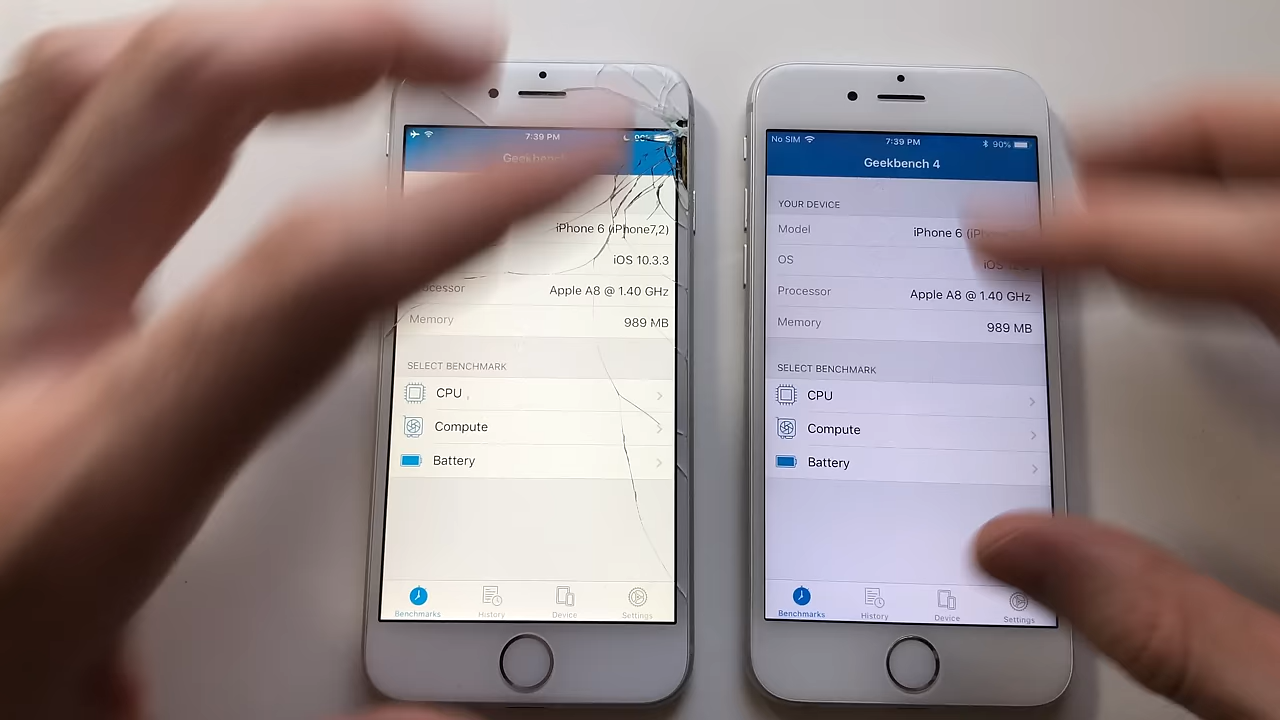 7:39 PM
Geekbench
iPhone 6 (iPhone7,2)
iOS 10.3.3
Apple A8 @ 1.40 GHz
Memory
989 MB
SELECT BENCHMARK
CPU
Compute
Battery
Benchmarks
History
Device
Settings
No SIM
7:39 PM
90%
Geekbench 4
YOUR DEVICE
Model
iPhone 6
OS
iOS
Processor
Apple A8 @ 1.40 GHz
Memory
989 MB
SELECT BENCHMARK
CPU
Compute
Battery
Benchmarks
History
Device
Settings